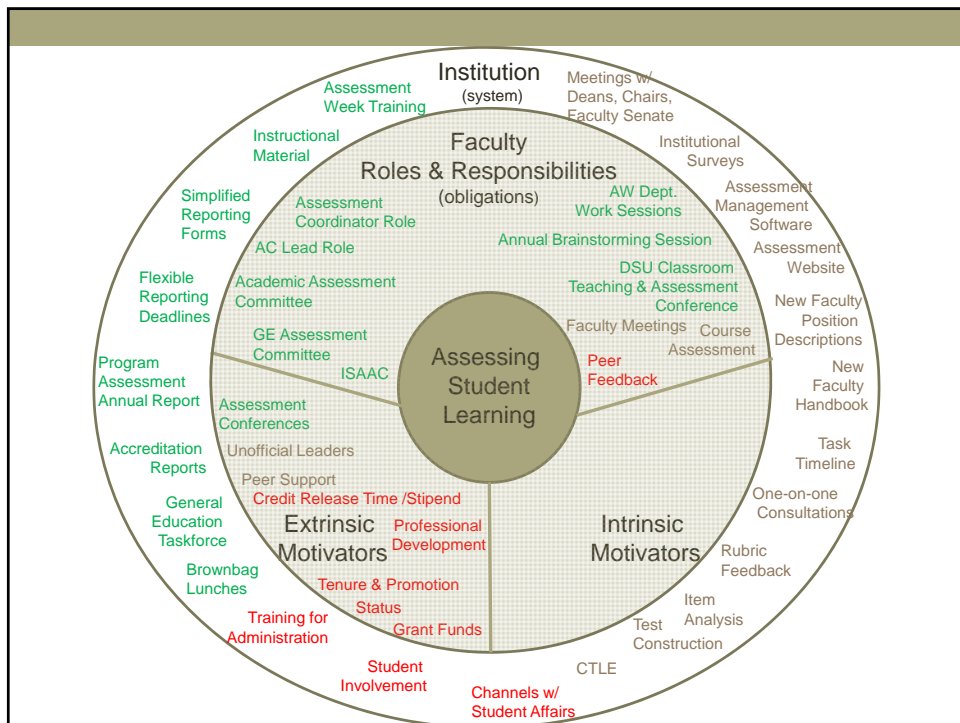 Institution
(system)
Assessment
Week Training
Instructional
Material
Simplified
Reporting
Forms
Flexible
Reporting
Deadlines
Program
Assessment
Annual Report
Accreditation
Reports
General
Education
Taskforce
Brownbag
Lunches
Training for
Administration
Student
Involvement
Channels w/
Student Affairs
Meetings w/
Deans, Chairs,
Faculty Senate
Institutional
Surveys
Assessment
Management
Software
Assessment
Website
New Faculty
Position
Descriptions
New
Faculty
Handbook
Task
Timeline
One-on-one
Consultations
Rubric
Feedback
Item
Analysis
Test
Construction
CTLE
Faculty
Roles & Responsibilities
(obligations)
Assessment
Coordinator Role
AC Lead Role
Academic Assessment
Committee
GE Assessment
Committee
ISAAC
AW Dept.
Work Sessions
Annual Brainstorming Session
DSU Classroom
Teaching & Assessment
Conference
Faculty Meetings
Course
Assessment
Peer
Feedback
Assessing
Student
Learning
Assessment
Conferences
Unofficial Leaders
Peer Support
Credit Release Time /Stipend
Extrinsic
Motivators
Professional
Development
Tenure & Promotion
Status
Grant Funds
Intrinsic
Motivators